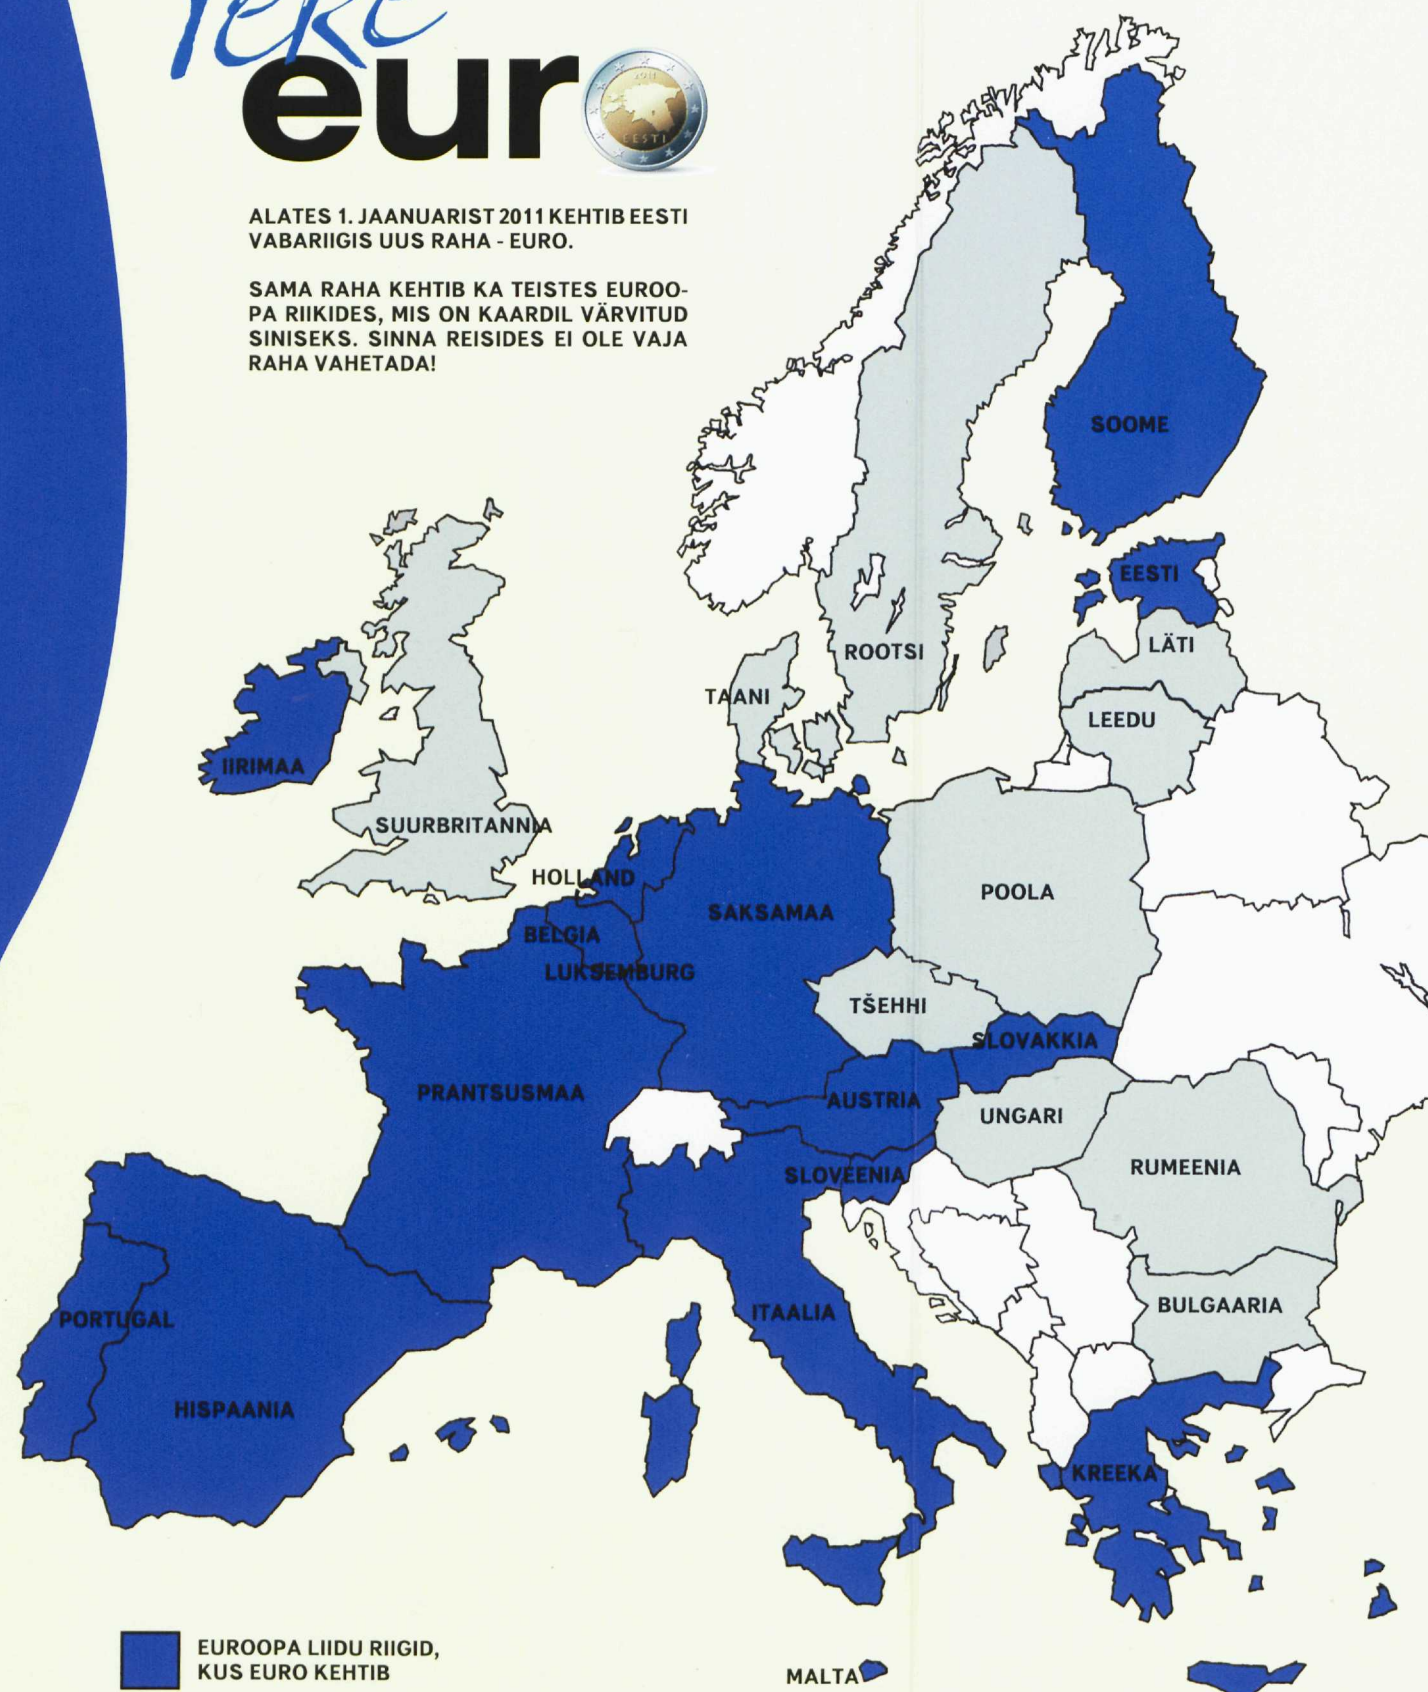 Tere
euro
2011
EESTI
ALATES 1. JAANUARIST 2011 KEHTIB EESTI
VABARIIGIS UUS RAHA - EURO.
SAMA RAHA KEHTIB KA TEISTES EUROO-
PA RIIKIDES, MIS ON KAARDIL VÄRVITUD
SINISEKS. SINNA REISIDES EI OLE VAJA
RAHA VAHETADA!
SOOME
EESTI
ROOTSI
LÄTI
TAANI
LEEDU
IIRIMAA
SUURBRITANNIA
HOLLAND
POOLA
SAKSAMAA
BELGIA
LUKSEMBURG
TŠEHHI
SLOVAKKIA
PRANTSUSMAA
AUSTRIA
UNGARI
SLOVEENIA
RUMEENIA
PORTUGAL
ITAALIA
BULGAARIA
HISPAANIA
KREEKA
EUROOPA LIIDU RIIGID,
KUS EURO KEHTIB
MALTA